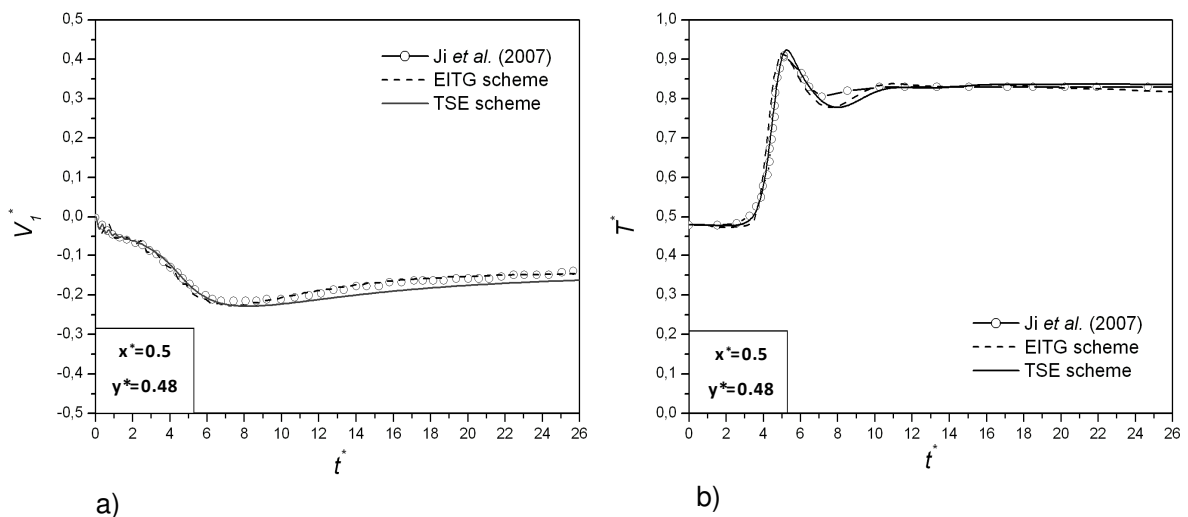 0,5
0,4
0,3
0,2
0,1
0,0
-0,1
-0,2
-0,3
-0,4
-0,5
V₁*
Ji et al. (2007)
EITG scheme
TSE scheme
x*=0.5
y*=0.48
0 2 4 6 8 10 12 14 16 18 20 22 24 26
t*
a)
1,0
0,9
0,8
0,7
0,6
0,5
0,4
0,3
0,2
0,1
0,0
T*
Ji et al. (2007)
EITG scheme
TSE scheme
x*=0.5
y*=0.48
0 2 4 6 8 10 12 14 16 18 20 22 24 26
t*
b)